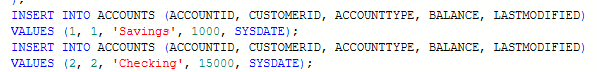 );
INSERT INTO ACCOUNTS (ACCOUNTID, CUSTOMERID, ACCOUNTTYPE, BALANCE, LASTMODIFIED)
VALUES (1, 1, 'Savings', 1000, SYSDATE);
INSERT INTO ACCOUNTS (ACCOUNTID, CUSTOMERID, ACCOUNTTYPE, BALANCE, LASTMODIFIED)
VALUES (2, 2, 'Checking', 15000, SYSDATE);